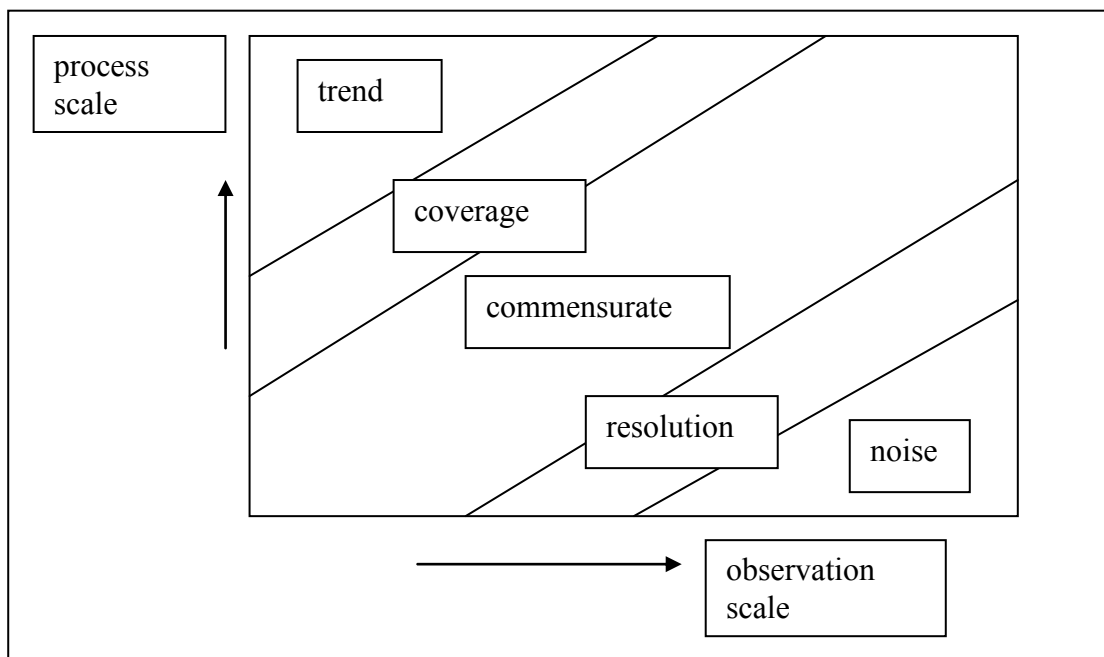 process
scale
trend
coverage
commensurate
resolution
noise
observation
scale